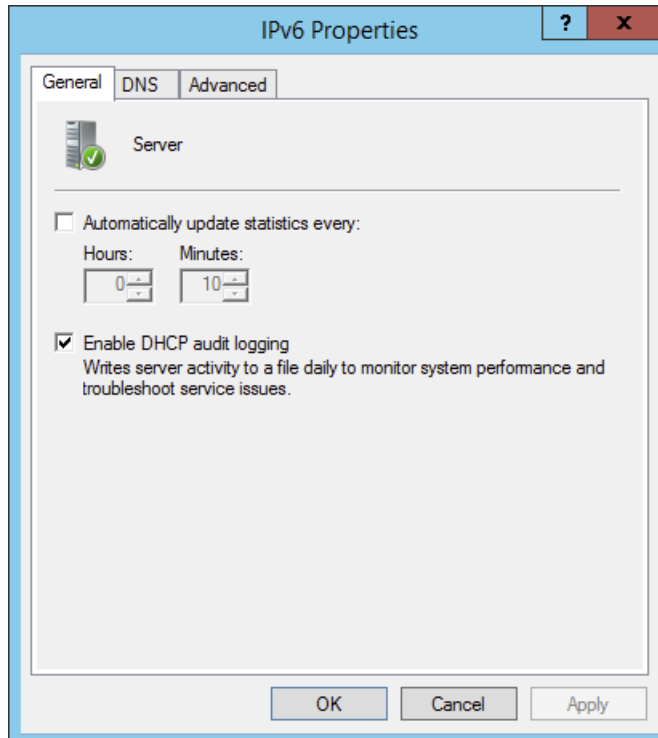 IPv6 Properties
?
x
General
DNS
Advanced
Server
Automatically update statistics every:
Hours:
Minutes:
0
10
Enable DHCP audit logging
Writes server activity to a file daily to monitor system performance and
troubleshoot service issues.
OK
Cancel
Apply